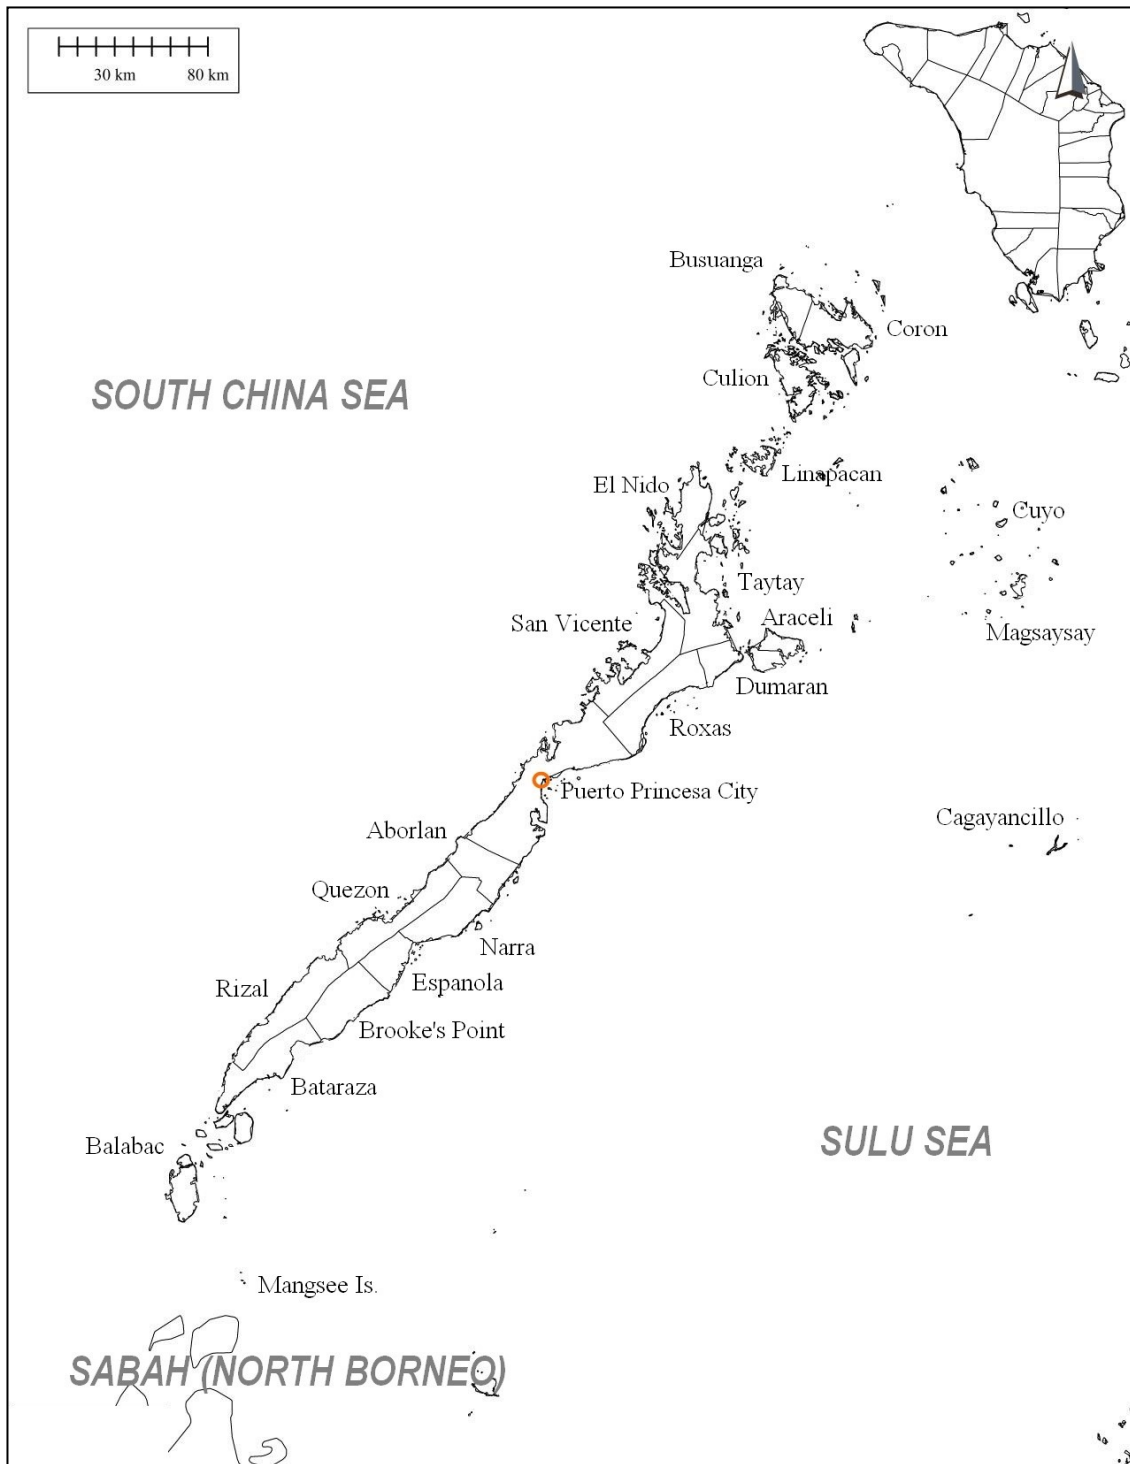 30 km 80 km
Busuanga
Coron
Culion
SOUTH CHINA SEA
Linapacan
El Nido
Cuyo
Taytay
Araceli
San Vicente
Magsaysay
Dumaran
Roxas
Puerto Princesa City
Cagayancillo
Aborlan
Quezon
Narra
Espanola
Rizal
Brooke's Point
Bataraza
Balabac
SULU SEA
Mangsee Is.
SABAH (NORTH BORNEO)